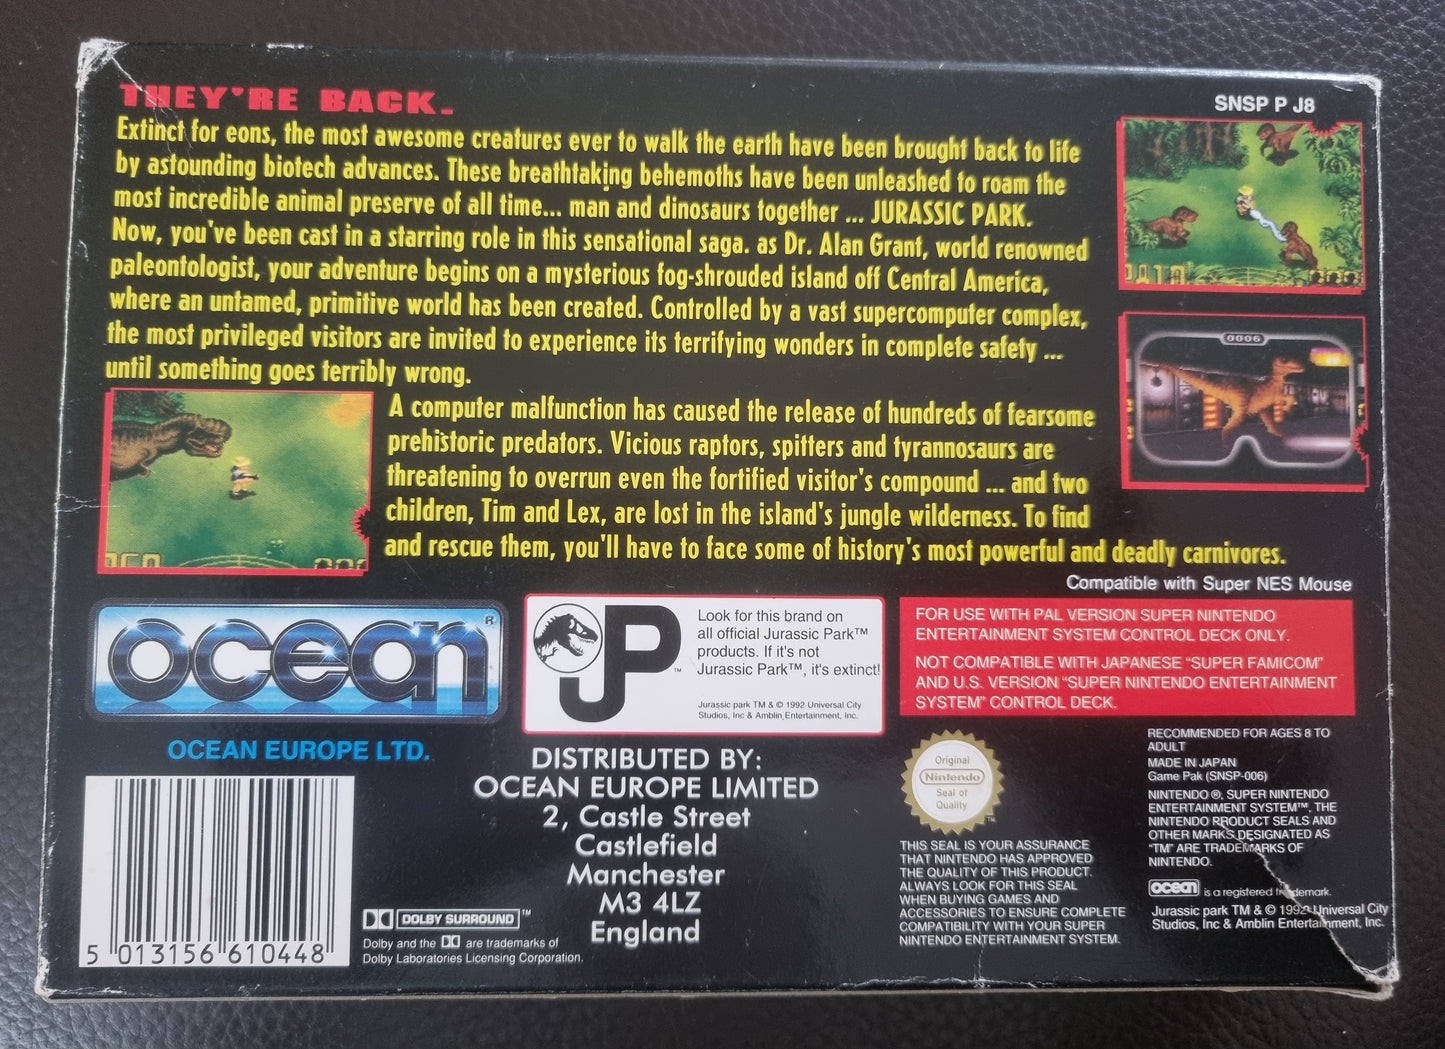 THEY'RE BACK...
SNSP P J8
Extinct for eons, the most awesome creatures ever to walk the earth have been brought back to life
by astounding biotech advances. These breathtaking behemoths have been unleashed to roam the
most incredible animal preserve of all time... man and dinosaurs together ... JURASSIC PARK.
Now, you've been cast in a starring role in this sensational saga. as Dr. Alan Grant, world renowned
paleontologist, your adventure begins on a mysterious fog-shrouded island off Central America,
where an untamed, primitive world has been created. Controlled by a vast supercomputer complex,
the most privileged visitors are invited to experience its terrifying wonders in complete safety ...
until something goes terribly wrong.
A computer malfunction has caused the release of hundreds of fearsome
prehistoric predators. Vicious raptors, spitters and tyrannosaurs are
threatening to overrun even the fortified visitor's compound ... and two
children, Tim and Lex, are lost in the island's jungle wilderness. To find
and rescue them, you'll have to face some of history's most powerful and deadly carnivores.
0006
Compatible with Super NES Mouse
ocean®
OCEAN EUROPE LTD.
JP™
Look for this brand on
all official Jurassic Park™
products. If it's not
Jurassic Park™, it's extinct!
Jurassic park TM & © 1992 Universal City
Studios, Inc & Amblin Entertainment, Inc.
FOR USE WITH PAL VERSION SUPER NINTENDO
ENTERTAINMENT SYSTEM CONTROL DECK ONLY.
NOT COMPATIBLE WITH JAPANESE "SUPER FAMICOM"
AND U.S. VERSION "SUPER NINTENDO ENTERTAINMENT
SYSTEM" CONTROL DECK.
DISTRIBUTED BY:
OCEAN EUROPE LIMITED
2, Castle Street
Castlefield
Manchester
M3 4LZ
England
5 013156 610448
DOLBY SURROUND™
Dolby and the DD are trademarks of
Dolby Laboratories Licensing Corporation.
Original
Nintendo
Seal of
Quality
™
THIS SEAL IS YOUR ASSURANCE
THAT NINTENDO HAS APPROVED
THE QUALITY OF THIS PRODUCT.
ALWAYS LOOK FOR THIS SEAL
WHEN BUYING GAMES AND
ACCESSORIES TO ENSURE COMPLETE
COMPATIBILITY WITH YOUR SUPER
NINTENDO ENTERTAINMENT SYSTEM.
RECOMMENDED FOR AGES 8 TO
ADULT
MADE IN JAPAN
Game Pak (SNSP-006)
NINTENDO ®, SUPER NINTENDO
ENTERTAINMENT SYSTEM™, THE
NINTENDO PRODUCT SEALS AND
OTHER MARKS DESIGNATED AS
"TM" ARE TRADEMARKS OF
NINTENDO.
ocean is a registered trademark.
Jurassic park TM & © 1992 Universal City
Studios, Inc & Amblin Entertainment, Inc.